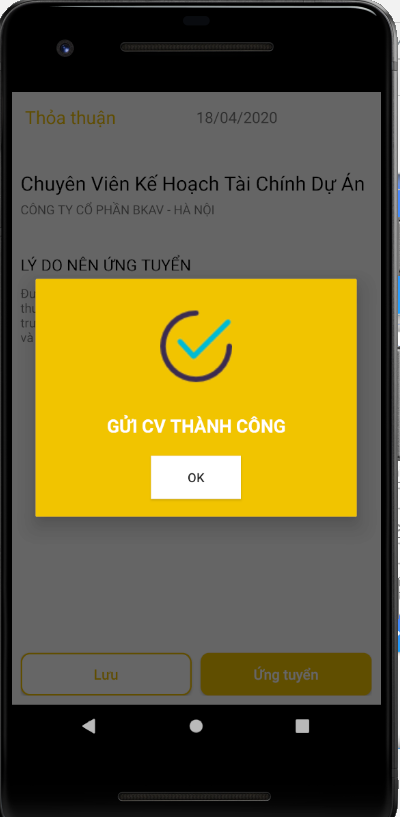 Thỏa thuận 18/04/2020
Chuyên Viên Kế Hoạch Tài Chính Dự Án
CÔNG TY CỔ PHẦN BKAV - HÀ NỘI
LÝ DO NÊN ỨNG TUYỂN
và
GỬI CV THÀNH CÔNG
OK
Lưu Ứng tuyển